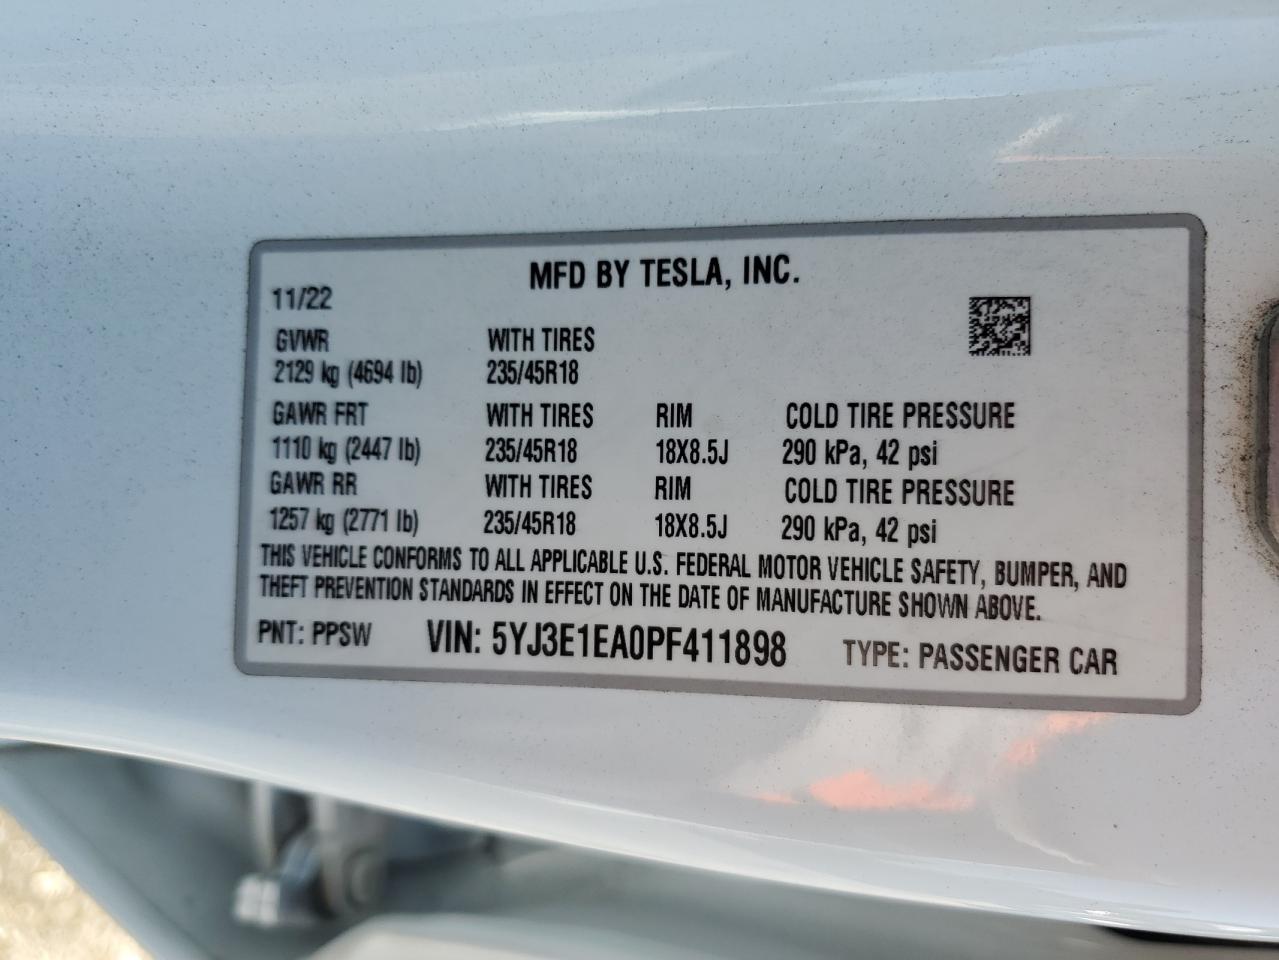 MFD BY TESLA, INC.
11/22
GVWR WITH TIRES
2129 kg (4694 lb) 235/45R18
GAWR FRT WITH TIRES RIM COLD TIRE PRESSURE
1110 kg (2447 lb) 235/45R18 18X8.5J 290 kPa, 42 psi
GAWR RR WITH TIRES RIM COLD TIRE PRESSURE
1257 kg (2771 lb) 235/45R18 18X8.5J 290 kPa, 42 psi
THIS VEHICLE CONFORMS TO ALL APPLICABLE U.S. FEDERAL MOTOR VEHICLE SAFETY, BUMPER, AND
THEFT PREVENTION STANDARDS IN EFFECT ON THE DATE OF MANUFACTURE SHOWN ABOVE.
PNT: PPSW VIN: 5YJ3E1EA0PF411898 TYPE: PASSENGER CAR